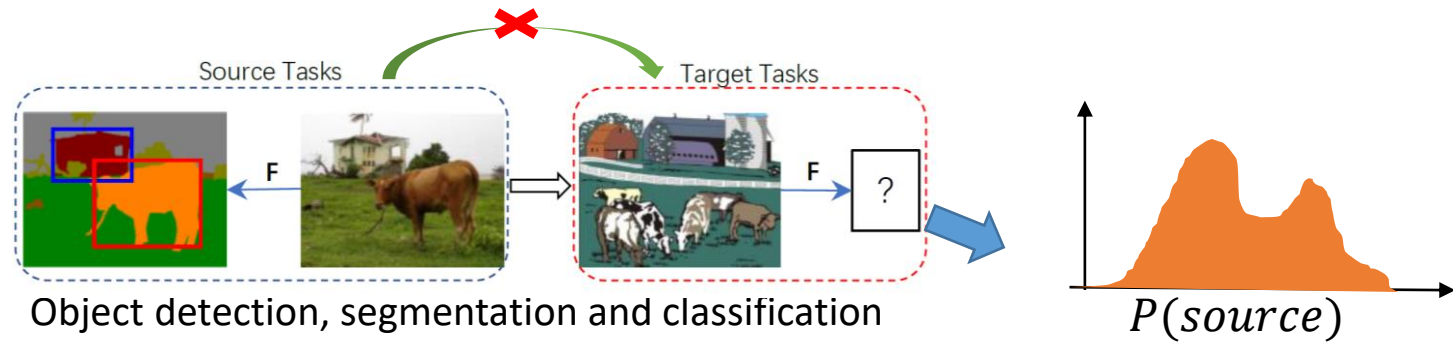 Source Tasks
Target Tasks
F
F
?
Object detection, segmentation and classification
P(source)